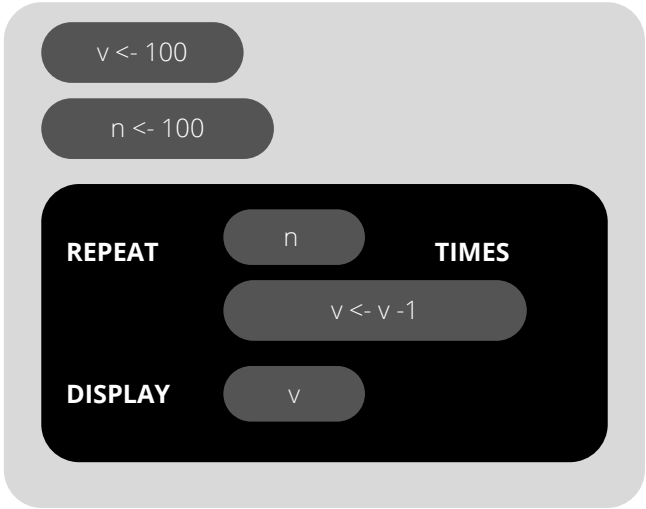 v <- 100
n <- 100
REPEAT n TIMES
v <- v -1
DISPLAY v